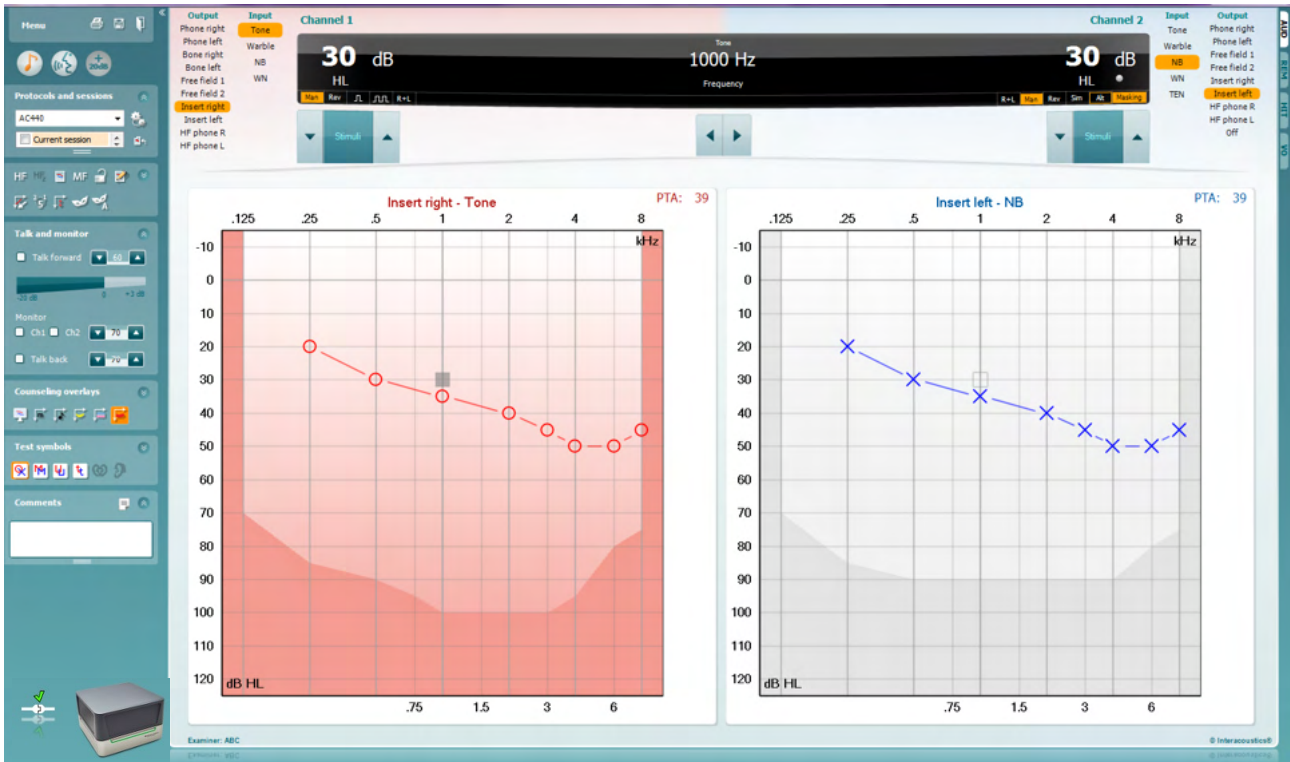 Menu
Protocols and sessions
AC440
Current session
HF HF MF
Talk and monitor
Talk forward 60
-20 dB 0 +3 dB
Monitor
Ch1 Ch2 70
Talk back 70
Counseling overlays
Test symbols
Comments
Output
Phone right
Phone left
Bone right
Bone left
Free field 1
Free field 2
Insert right
Insert left
HF phone R
HF phone L
Input
Tone
Warble
NB
WN
Channel 1
30 dB
HL
Man Rev R+L
Stimuli
Tone
1000 Hz
Frequency
Channel 2
30 dB
HL
R+L Man Rev Sim Alt Masking
Stimuli
Input
Tone
Warble
NB
WN
TEN
Output
Phone right
Phone left
Free field 1
Free field 2
Insert right
Insert left
HF phone R
HF phone L
Off
AUD
REM
HIT
VO
Insert right - Tone
PTA: 39
.125 .25 .5 1 2 4 8
kHz
-10
0
10
20
30
40
50
60
70
80
90
100
110
120
dB HL
.75 1.5 3 6
Insert left - NB
PTA: 39
.125 .25 .5 1 2 4 8
kHz
-10
0
10
20
30
40
50
60
70
80
90
100
110
120
dB HL
.75 1.5 3 6
Examiner: ABC
© Interacoustics®